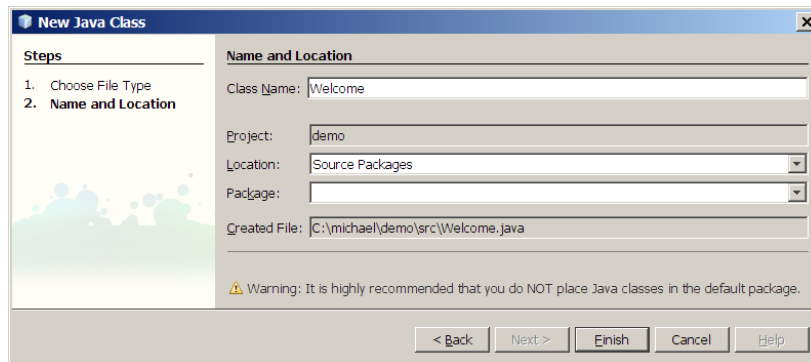 New Java Class
Steps
1. Choose File Type
2. Name and Location
Name and Location
Class Name: Welcome
Project: demo
Location: Source Packages
Package:
Created File: C:\michael\demo\src\Welcome.java
Warning: It is highly recommended that you do NOT place Java classes in the default package.
< Back Next > Finish Cancel Help